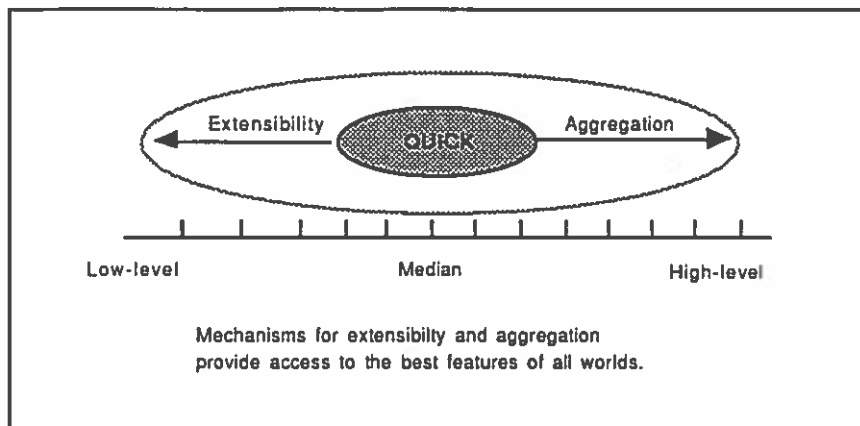 Extensibility
QUICK
Aggregation
Low-level
Median
High-level
Mechanisms for extensibilty and aggregation
provide access to the best features of all worlds.